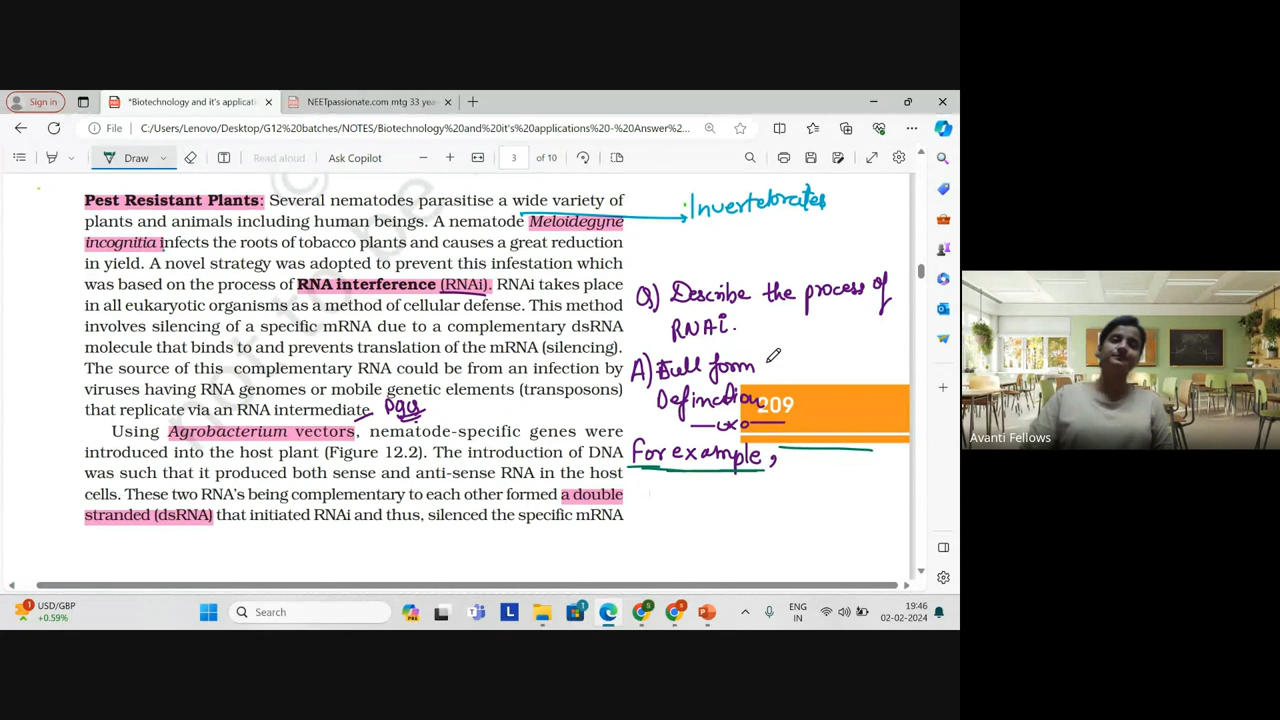 Sign in
*Biotechnology and it's applicati
NEETpassionate.com mtg 33 yea
File
C:/Users/Lenovo/Desktop/G12%20batches/NOTES/Biotechnology%20and%20it's%20applications%20-%20Answer%2...
Draw
Read aloud
Ask Copilot
3
of 10
Pest Resistant Plants: Several nematodes parasitise a wide variety of
plants and animals including human beings. A nematode Meloidegyne
incognitia infects the roots of tobacco plants and causes a great reduction
in yield. A novel strategy was adopted to prevent this infestation which
was based on the process of RNA interference (RNAi). RNAi takes place
in all eukaryotic organisms as a method of cellular defense. This method
involves silencing of a specific mRNA due to a complementary dsRNA
molecule that binds to and prevents translation of the mRNA (silencing).
The source of this complementary RNA could be from an infection by
viruses having RNA genomes or mobile genetic elements (transposons)
that replicate via an RNA intermediate.
Using Agrobacterium vectors, nematode-specific genes were
introduced into the host plant (Figure 12.2). The introduction of DNA
was such that it produced both sense and anti-sense RNA in the host
cells. These two RNA's being complementary to each other formed a double
stranded (dsRNA) that initiated RNAi and thus, silenced the specific mRNA
Invertebrates
Q) Describe the process of
RNAi.
A) Full form
Defination
209
For example,
Avanti Fellows
USD/GBP
+0.59%
Search
ENG
IN
19:46
02-02-2024